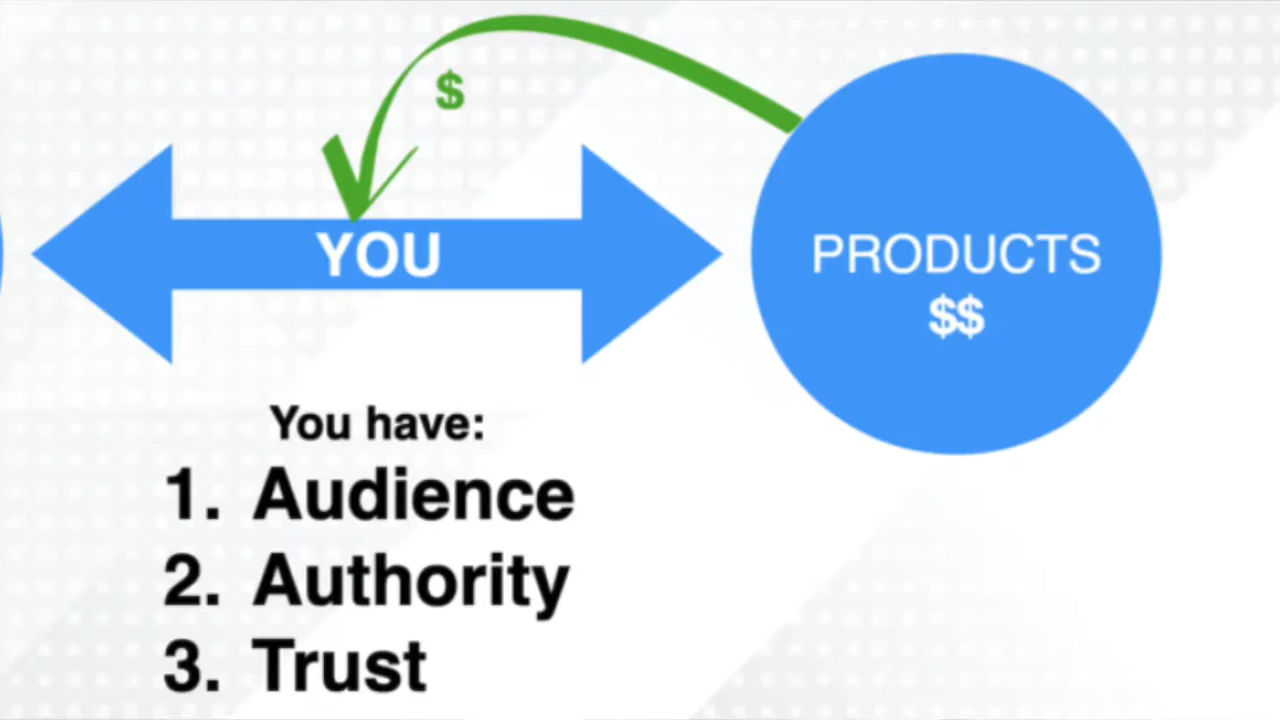 $
YOU
PRODUCTS
$$
You have:
1. Audience
2. Authority
3. Trust